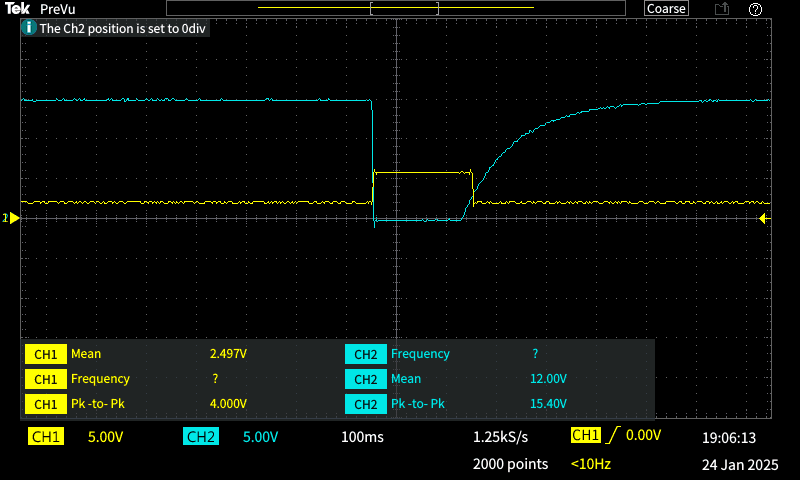 Tek PreVu Coarse
The Ch2 position is set to 0div
CH1 Mean 2.497V CH2 Frequency ?
CH1 Frequency ? CH2 Mean 12.00V
CH1 Pk -to- Pk 4.000V CH2 Pk -to- Pk 15.40V
CH1 5.00V CH2 5.00V 100ms 1.25kS/s CH1 0.00V 19:06:13
2000 points <10Hz 24 Jan 2025